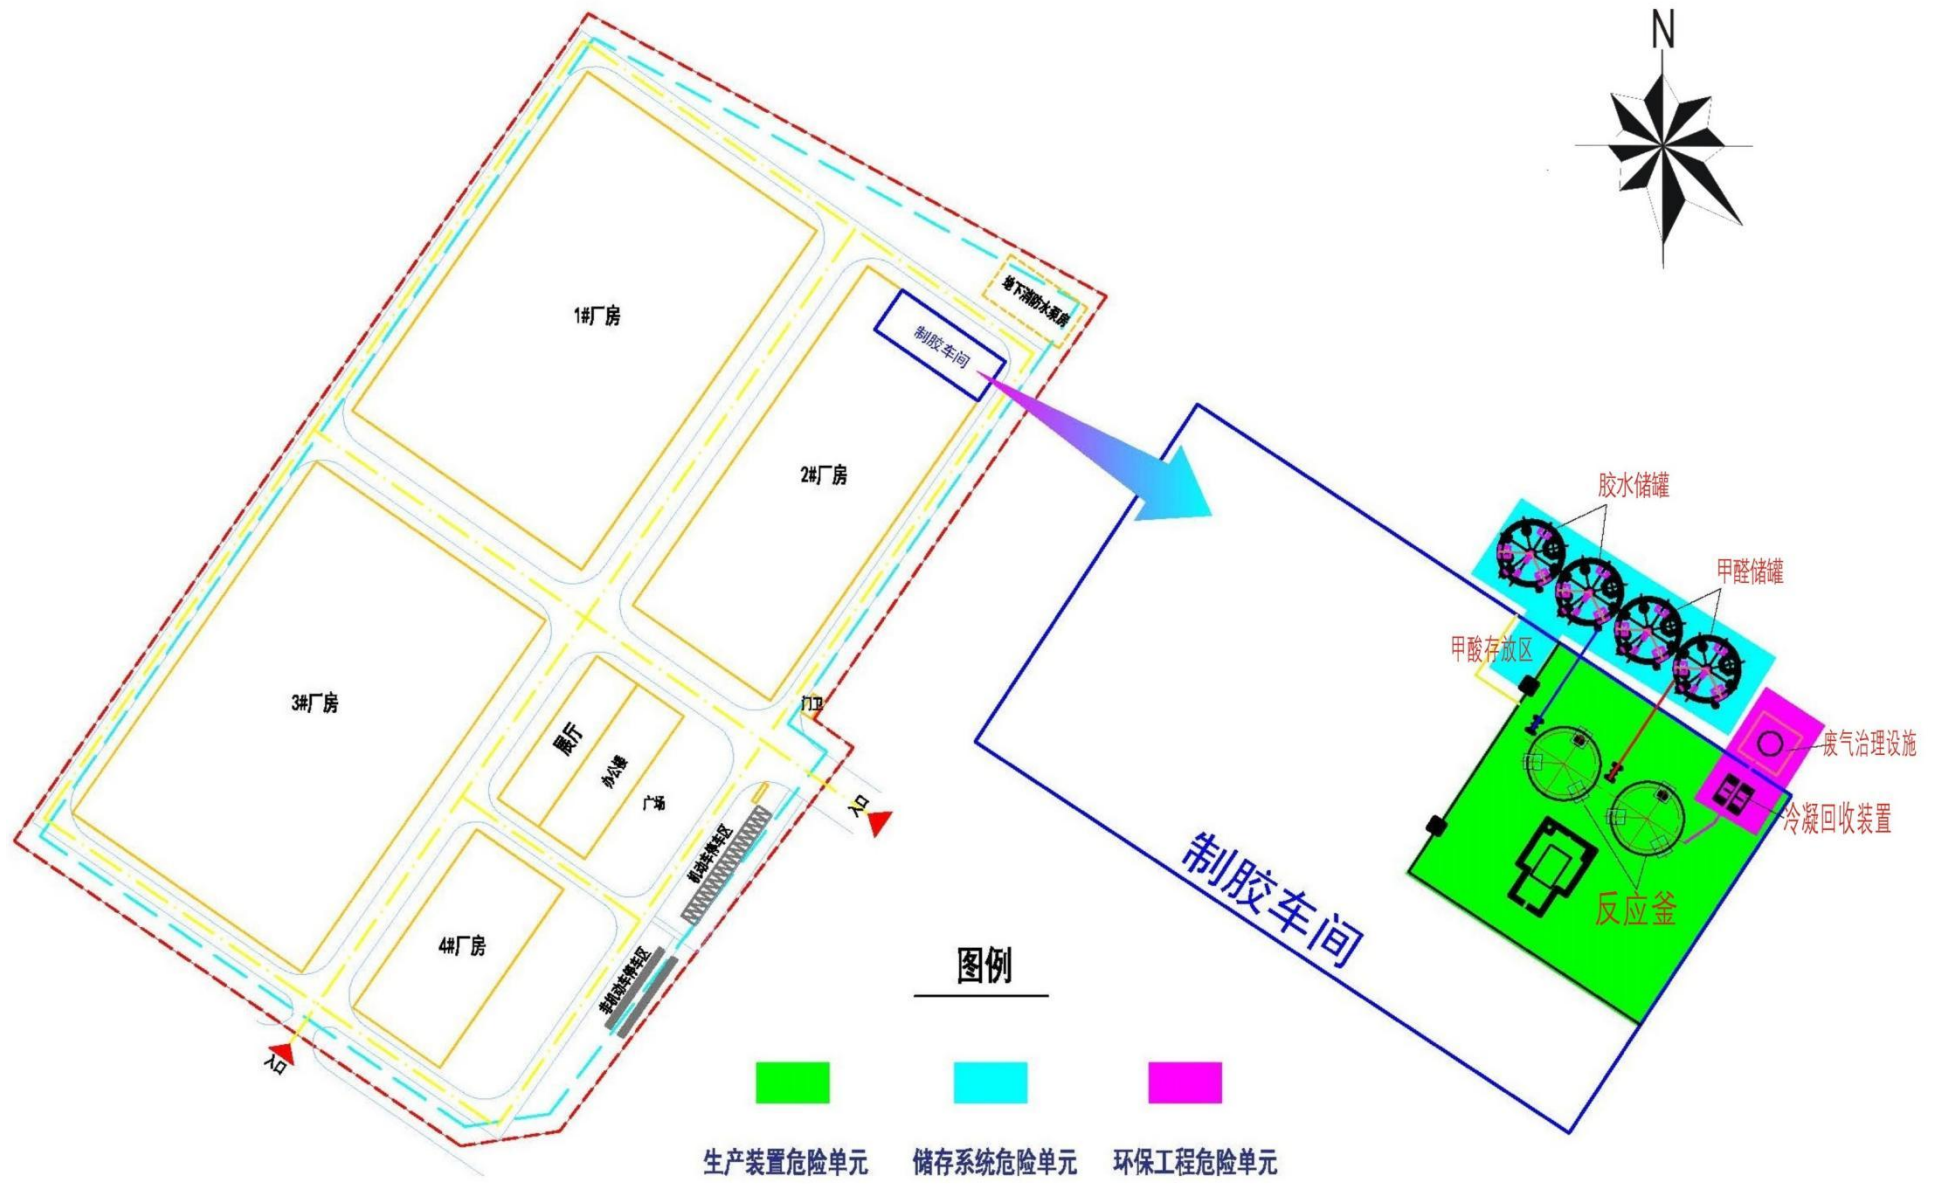 N
地下消防水泵房
1#厂房
制胶车间
2#厂房
胶水储罐
甲醛储罐
甲酸存放区
3#厂房
门卫
展厅
办公楼
广场
入口
废气治理设施
冷凝回收装置
机动车停车区
制胶车间
反应釜
4#厂房
非机动车停车区
图例
入口
生产装置危险单元
储存系统危险单元
环保工程危险单元